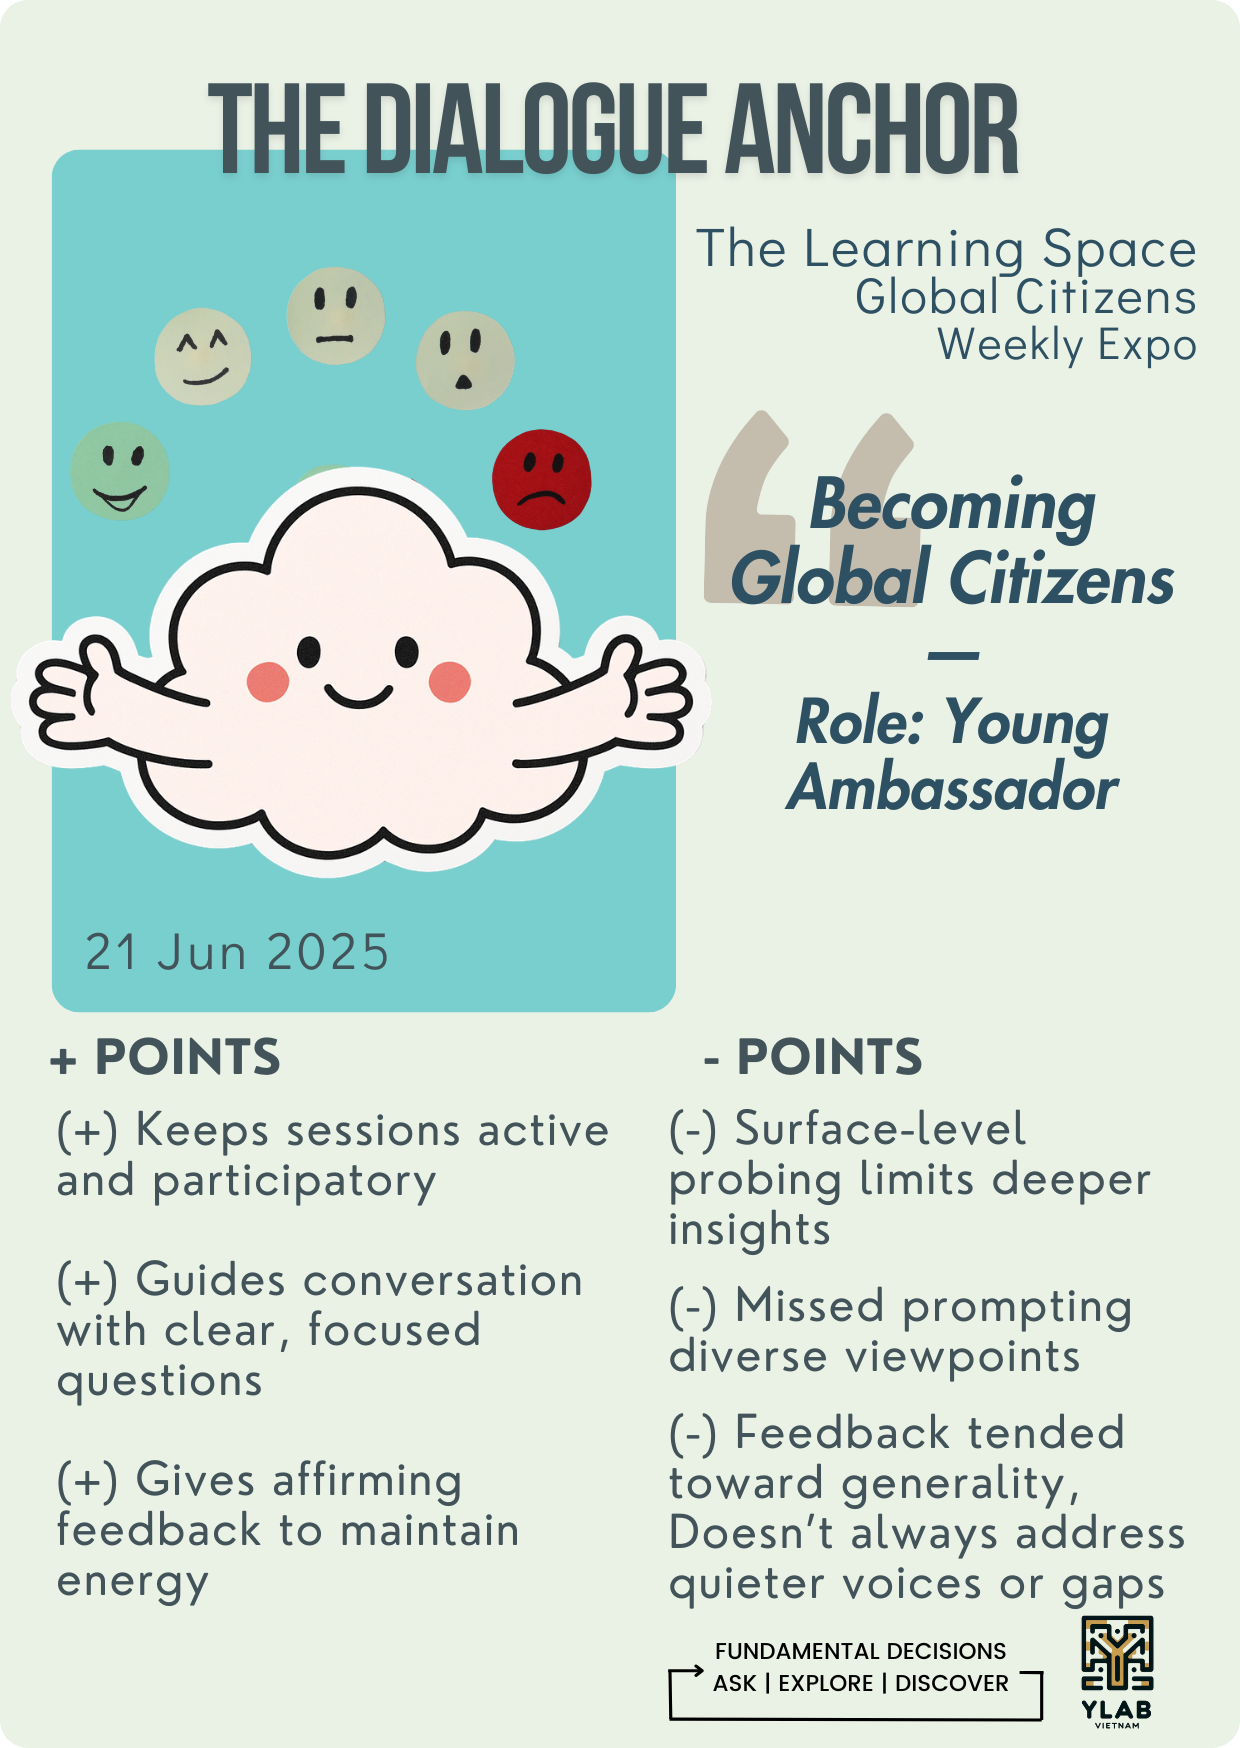 THE DIALOGUE ANCHOR
The Learning Space
Global Citizens
Weekly Expo
Becoming
Global Citizens
—
Role: Young
Ambassador
21 Jun 2025
+ POINTS
(+) Keeps sessions active
and participatory
(+) Guides conversation
with clear, focused
questions
(+) Gives affirming
feedback to maintain
energy
- POINTS
(-) Surface-level
probing limits deeper
insights
(-) Missed prompting
diverse viewpoints
(-) Feedback tended
toward generality,
Doesn’t always address
quieter voices or gaps
FUNDAMENTAL DECISIONS
ASK | EXPLORE | DISCOVER
YLAB
VIETNAM